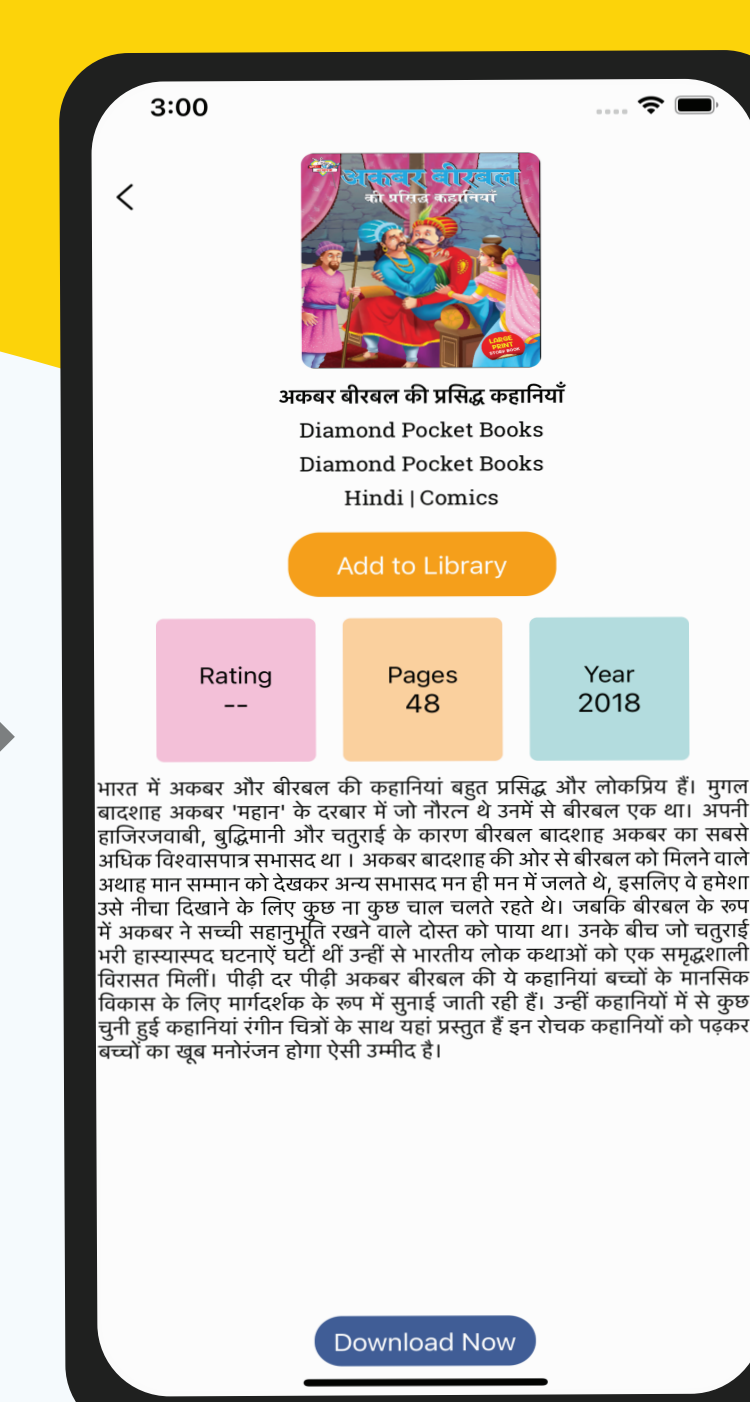 3:00
अकबर बीरबल
की प्रसिद्ध कहानियाँ
LARGE
PRINT
STORY BOOK
अकबर बीरबल की प्रसिद्ध कहानियाँ
Diamond Pocket Books
Diamond Pocket Books
Hindi | Comics
Add to Library
Rating
--
Pages
48
Year
2018
भारत में अकबर और बीरबल की कहानियां बहुत प्रसिद्ध और लोकप्रिय हैं। मुगल
बादशाह अकबर 'महान' के दरबार में जो नौरत्न थे उनमें से बीरबल एक था। अपनी
हाजिरजवाबी, बुद्धिमानी और चतुराई के कारण बीरबल बादशाह अकबर का सबसे
अधिक विश्वासपात्र सभासद था । अकबर बादशाह की ओर से बीरबल को मिलने वाले
अथाह मान सम्मान को देखकर अन्य सभासद मन ही मन में जलते थे, इसलिए वे हमेशा
उसे नीचा दिखाने के लिए कुछ ना कुछ चाल चलते रहते थे। जबकि बीरबल के रूप
में अकबर ने सच्ची सहानुभूति रखने वाले दोस्त को पाया था। उनके बीच जो चतुराई
भरी हास्यास्पद घटनाऐं घटीं थीं उन्हीं से भारतीय लोक कथाओं को एक समृद्धशाली
विरासत मिलीं। पीढ़ी दर पीढ़ी अकबर बीरबल की ये कहानियां बच्चों के मानसिक
विकास के लिए मार्गदर्शक के रूप में सुनाई जाती रही हैं। उन्हीं कहानियों में से कुछ
चुनी हुई कहानियां रंगीन चित्रों के साथ यहां प्रस्तुत हैं इन रोचक कहानियों को पढ़कर
बच्चों का खूब मनोरंजन होगा ऐसी उम्मीद है।
Download Now